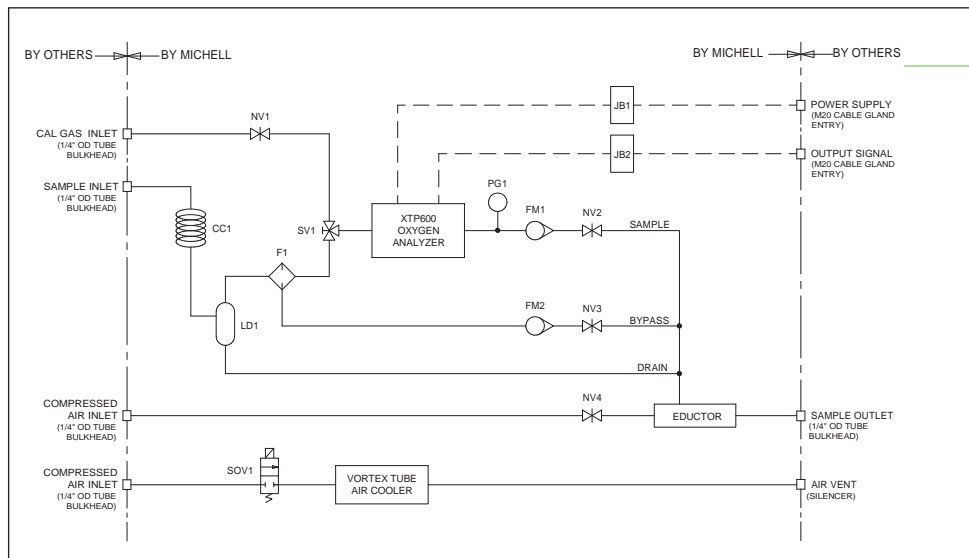 BY OTHERS
BY MICHELL
BY MICHELL
BY OTHERS
JB1
POWER SUPPLY
(M20 CABLE GLAND
ENTRY)
NV1
CAL GAS INLET
(1/4" OD TUBE
BULKHEAD)
JB2
OUTPUT SIGNAL
(M20 CABLE GLAND
ENTRY)
SAMPLE INLET
(1/4" OD TUBE
BULKHEAD)
PG1
CC1
SV1
XTP600
OXYGEN
ANALYZER
FM1
NV2
SAMPLE
F1
LD1
FM2
NV3
BYPASS
DRAIN
COMPRESSED
AIR INLET
(1/4" OD TUBE
BULKHEAD)
NV4
EDUCTOR
SAMPLE OUTLET
(1/4" OD TUBE
BULKHEAD)
COMPRESSED
AIR INLET
(1/4" OD TUBE
BULKHEAD)
SOV1
VORTEX TUBE
AIR COOLER
AIR VENT
(SILENCER)